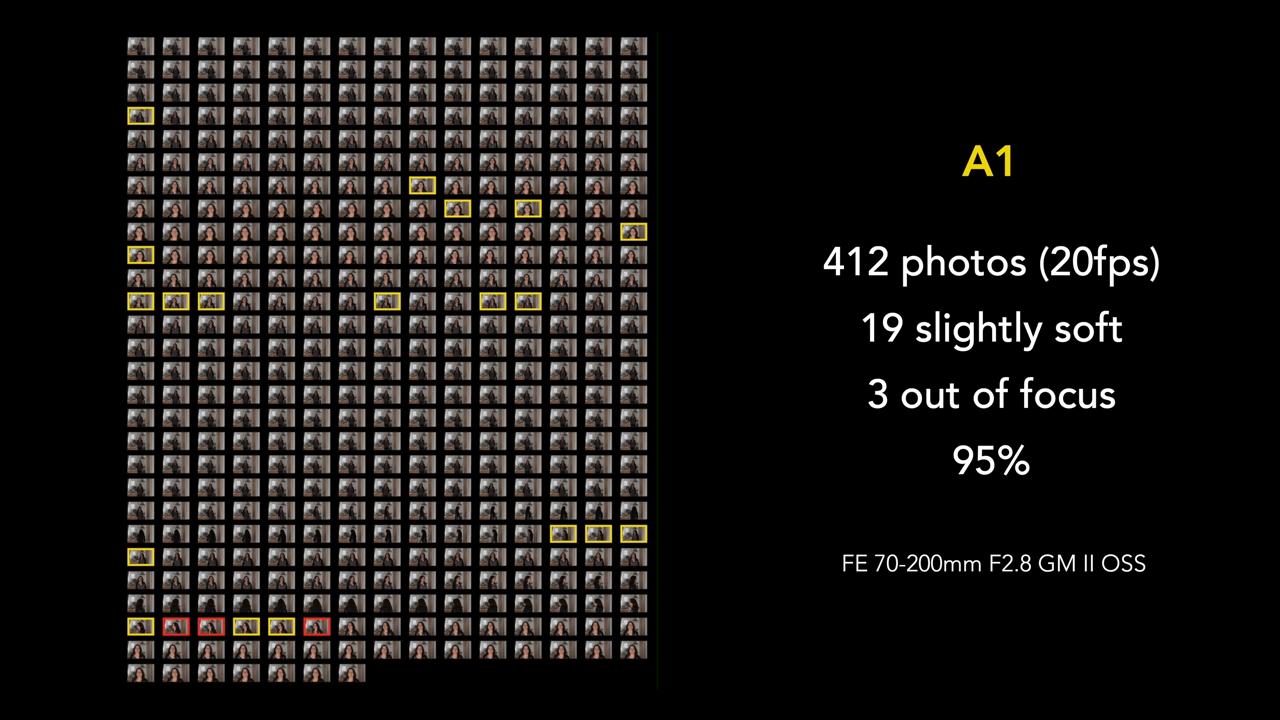 A1
412 photos (20fps)
19 slightly soft
3 out of focus
95%
FE 70-200mm F2.8 GM II OSS